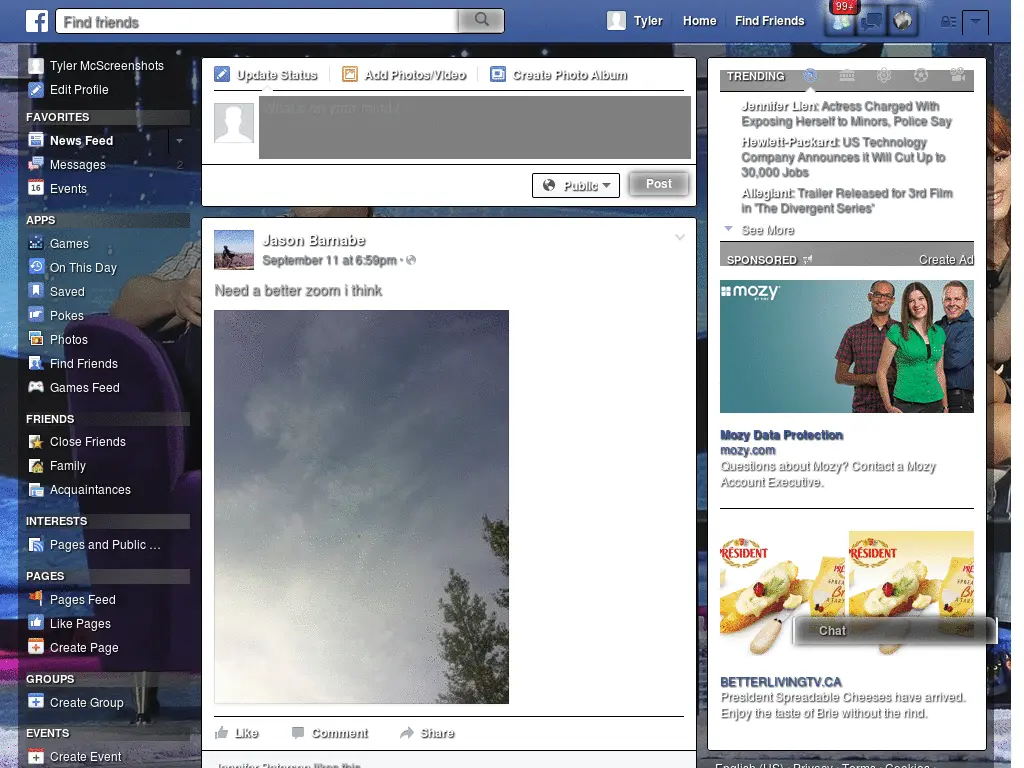 Find friends
Tyler
Home
Find Friends
99+
Tyler McScreenshots
Edit Profile
FAVORITES
News Feed
Messages 2
16 Events
APPS
Games
On This Day
Saved
Pokes
Photos
Find Friends
Games Feed
FRIENDS
Close Friends
Family
Acquaintances
INTERESTS
Pages and Public ...
PAGES
Pages Feed
Like Pages
Create Page
GROUPS
Create Group
EVENTS
Create Event
Update Status
Add Photos/Video
Create Photo Album
What's on your mind?
Public
Post
Jason Barnabe
September 11 at 6:59pm ·
Need a better zoom i think
Like
Comment
Share
Jennifer Peterson likes this.
TRENDING
Jennifer Lien: Actress Charged With
Exposing Herself to Minors, Police Say
Hewlett-Packard: US Technology
Company Announces it Will Cut Up to
30,000 Jobs
Allegiant: Trailer Released for 3rd Film
in 'The Divergent Series'
See More
SPONSORED
Create Ad
mozy
Mozy Data Protection
mozy.com
Questions about Mozy? Contact a Mozy
Account Executive.
PRÉSIDENT
PRÉSIDENT
Chat
BETTERLIVINGTV.CA
President Spreadable Cheeses have arrived.
Enjoy the taste of Brie without the rind.
English (US) · Privacy · Terms · Cookies ·